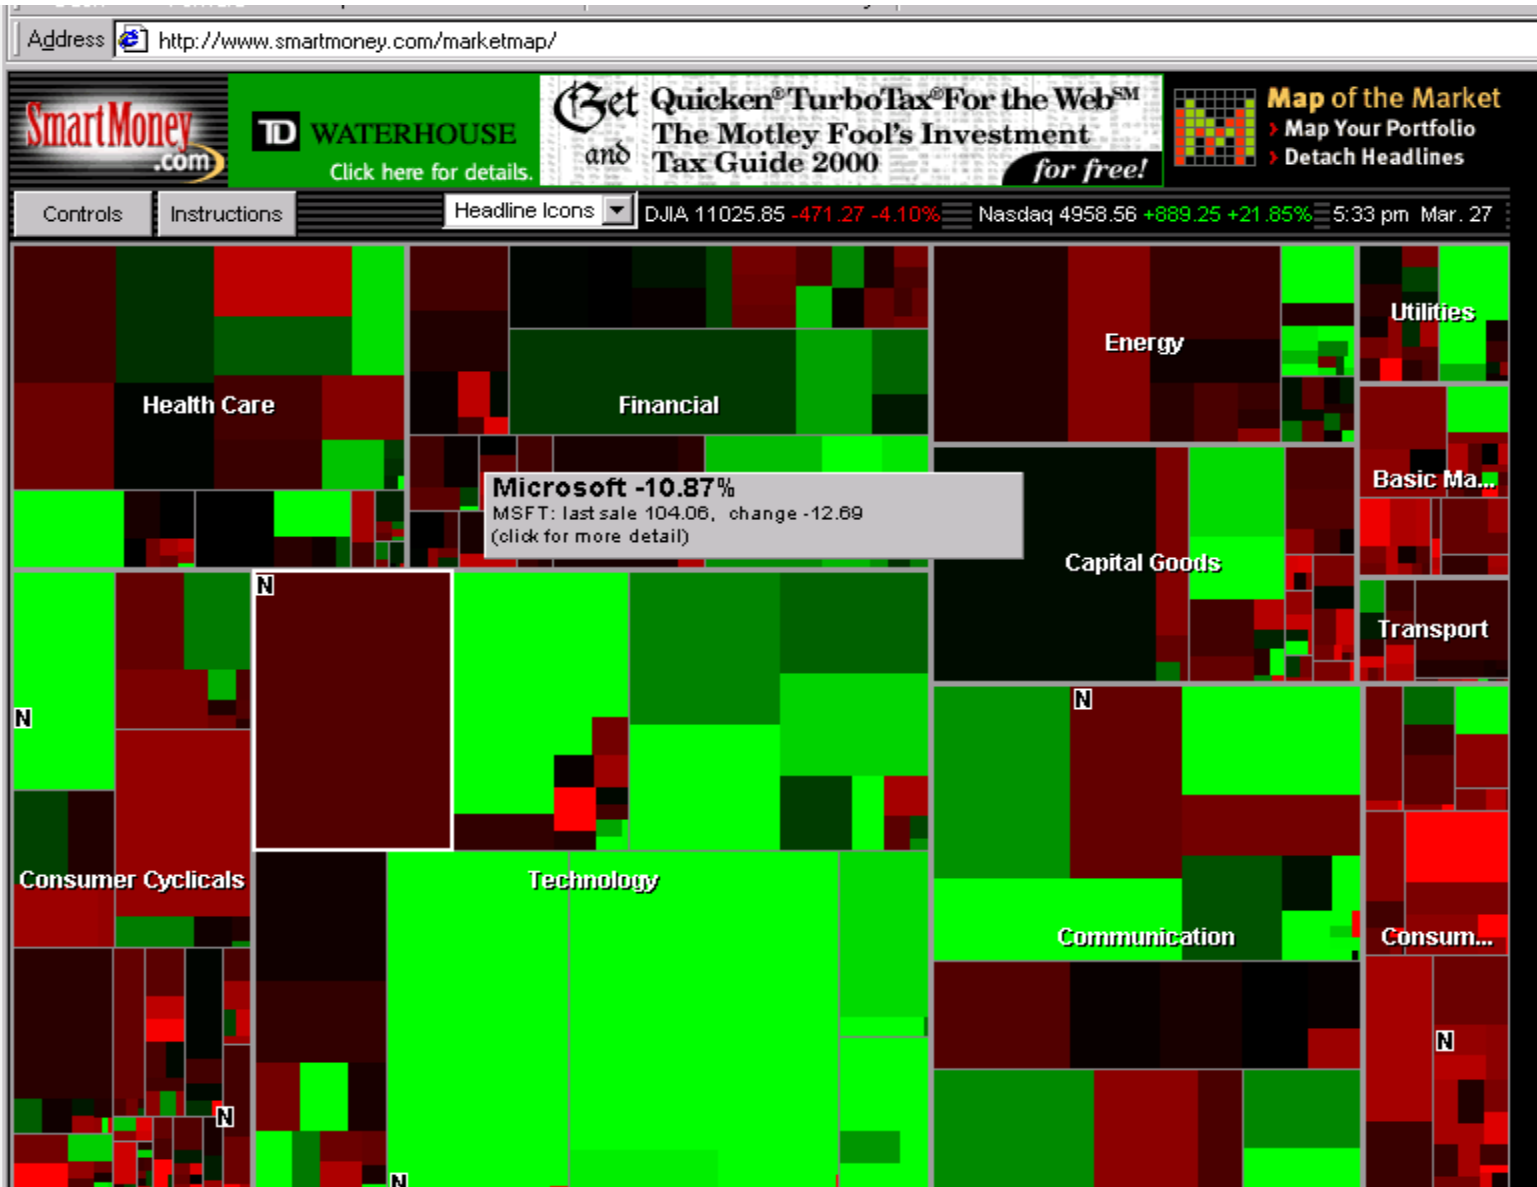 Address http://www.smartmoney.com/marketmap/
SmartMoney
.com
TD WATERHOUSE
Click here for details.
Get Quicken®TurboTax®For the Web℠
and The Motley Fool's Investment
Tax Guide 2000
for free!
Map of the Market
Map Your Portfolio
Detach Headlines
Controls
Instructions
Headline Icons
DJIA 11025.85 -471.27 -4.10%
Nasdaq 4958.56 +889.25 +21.85%
5:33 pm Mar. 27
Utilities
Energy
Health Care
Financial
Basic Ma...
Microsoft -10.87%
MSFT: last sale 104.06, change -12.69
(click for more detail)
Capital Goods
N
Transport
N
N
Consumer Cyclicals
Technology
Communication
Consum...
N
N
N